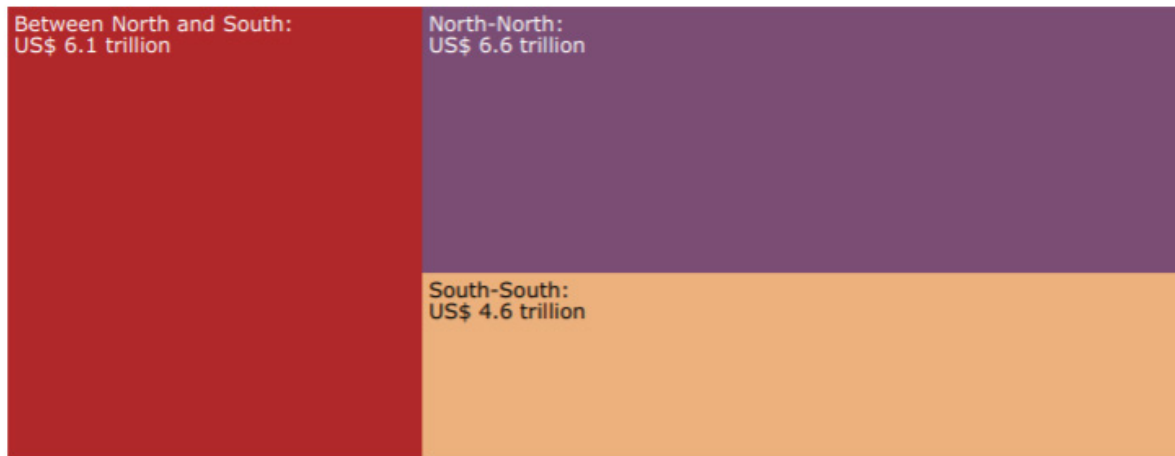 Between North and South:
US$ 6.1 trillion
North-North:
US$ 6.6 trillion
South-South:
US$ 4.6 trillion